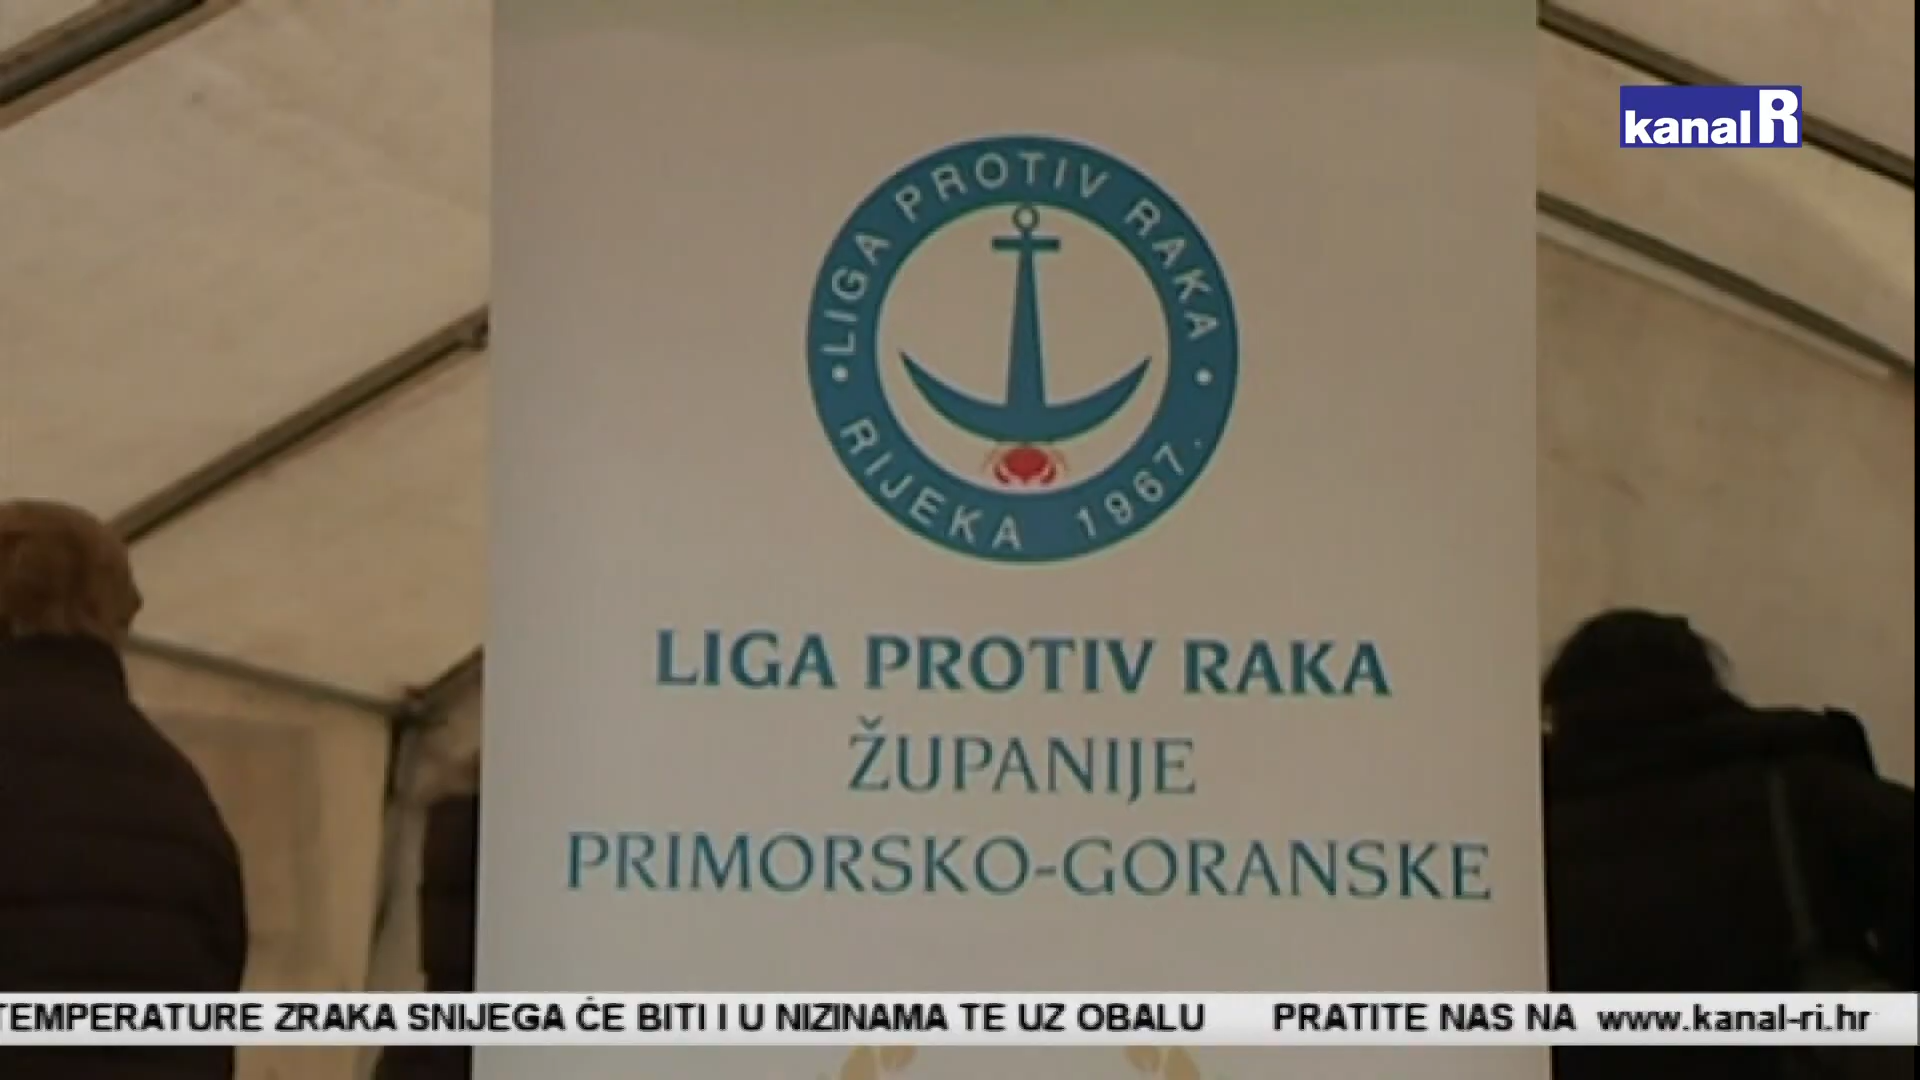 kanal Ri
LIGA PROTIV RAKA
RIJEKA 1967.
LIGA PROTIV RAKA
ŽUPANIJE
PRIMORSKO-GORANSKE
TEMPERATURE ZRAKA SNIJEGA ĆE BITI I U NIZINAMA TE UZ OBALU PRATITE NAS NA www.kanal-ri.hr